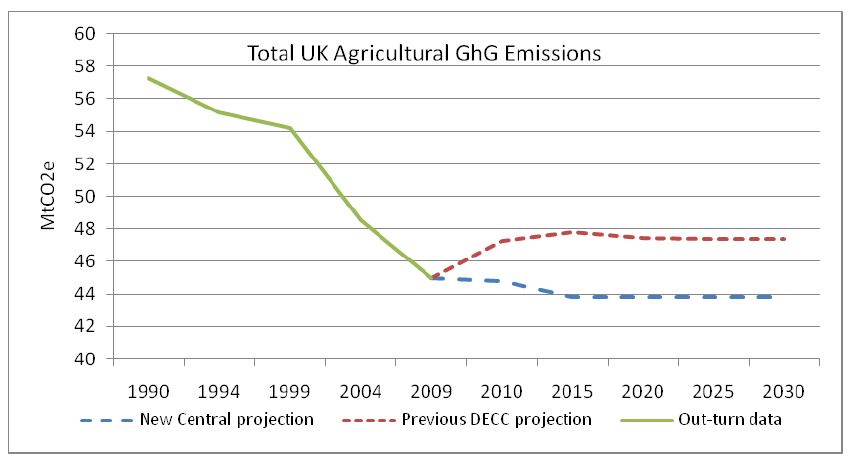 Total UK Agricultural GhG Emissions
60
58
56
54
52
50
48
46
44
42
40
MtCO2e
1990 1994 1999 2004 2009 2010 2015 2020 2025 2030
New Central projection Previous DECC projection Out-turn data